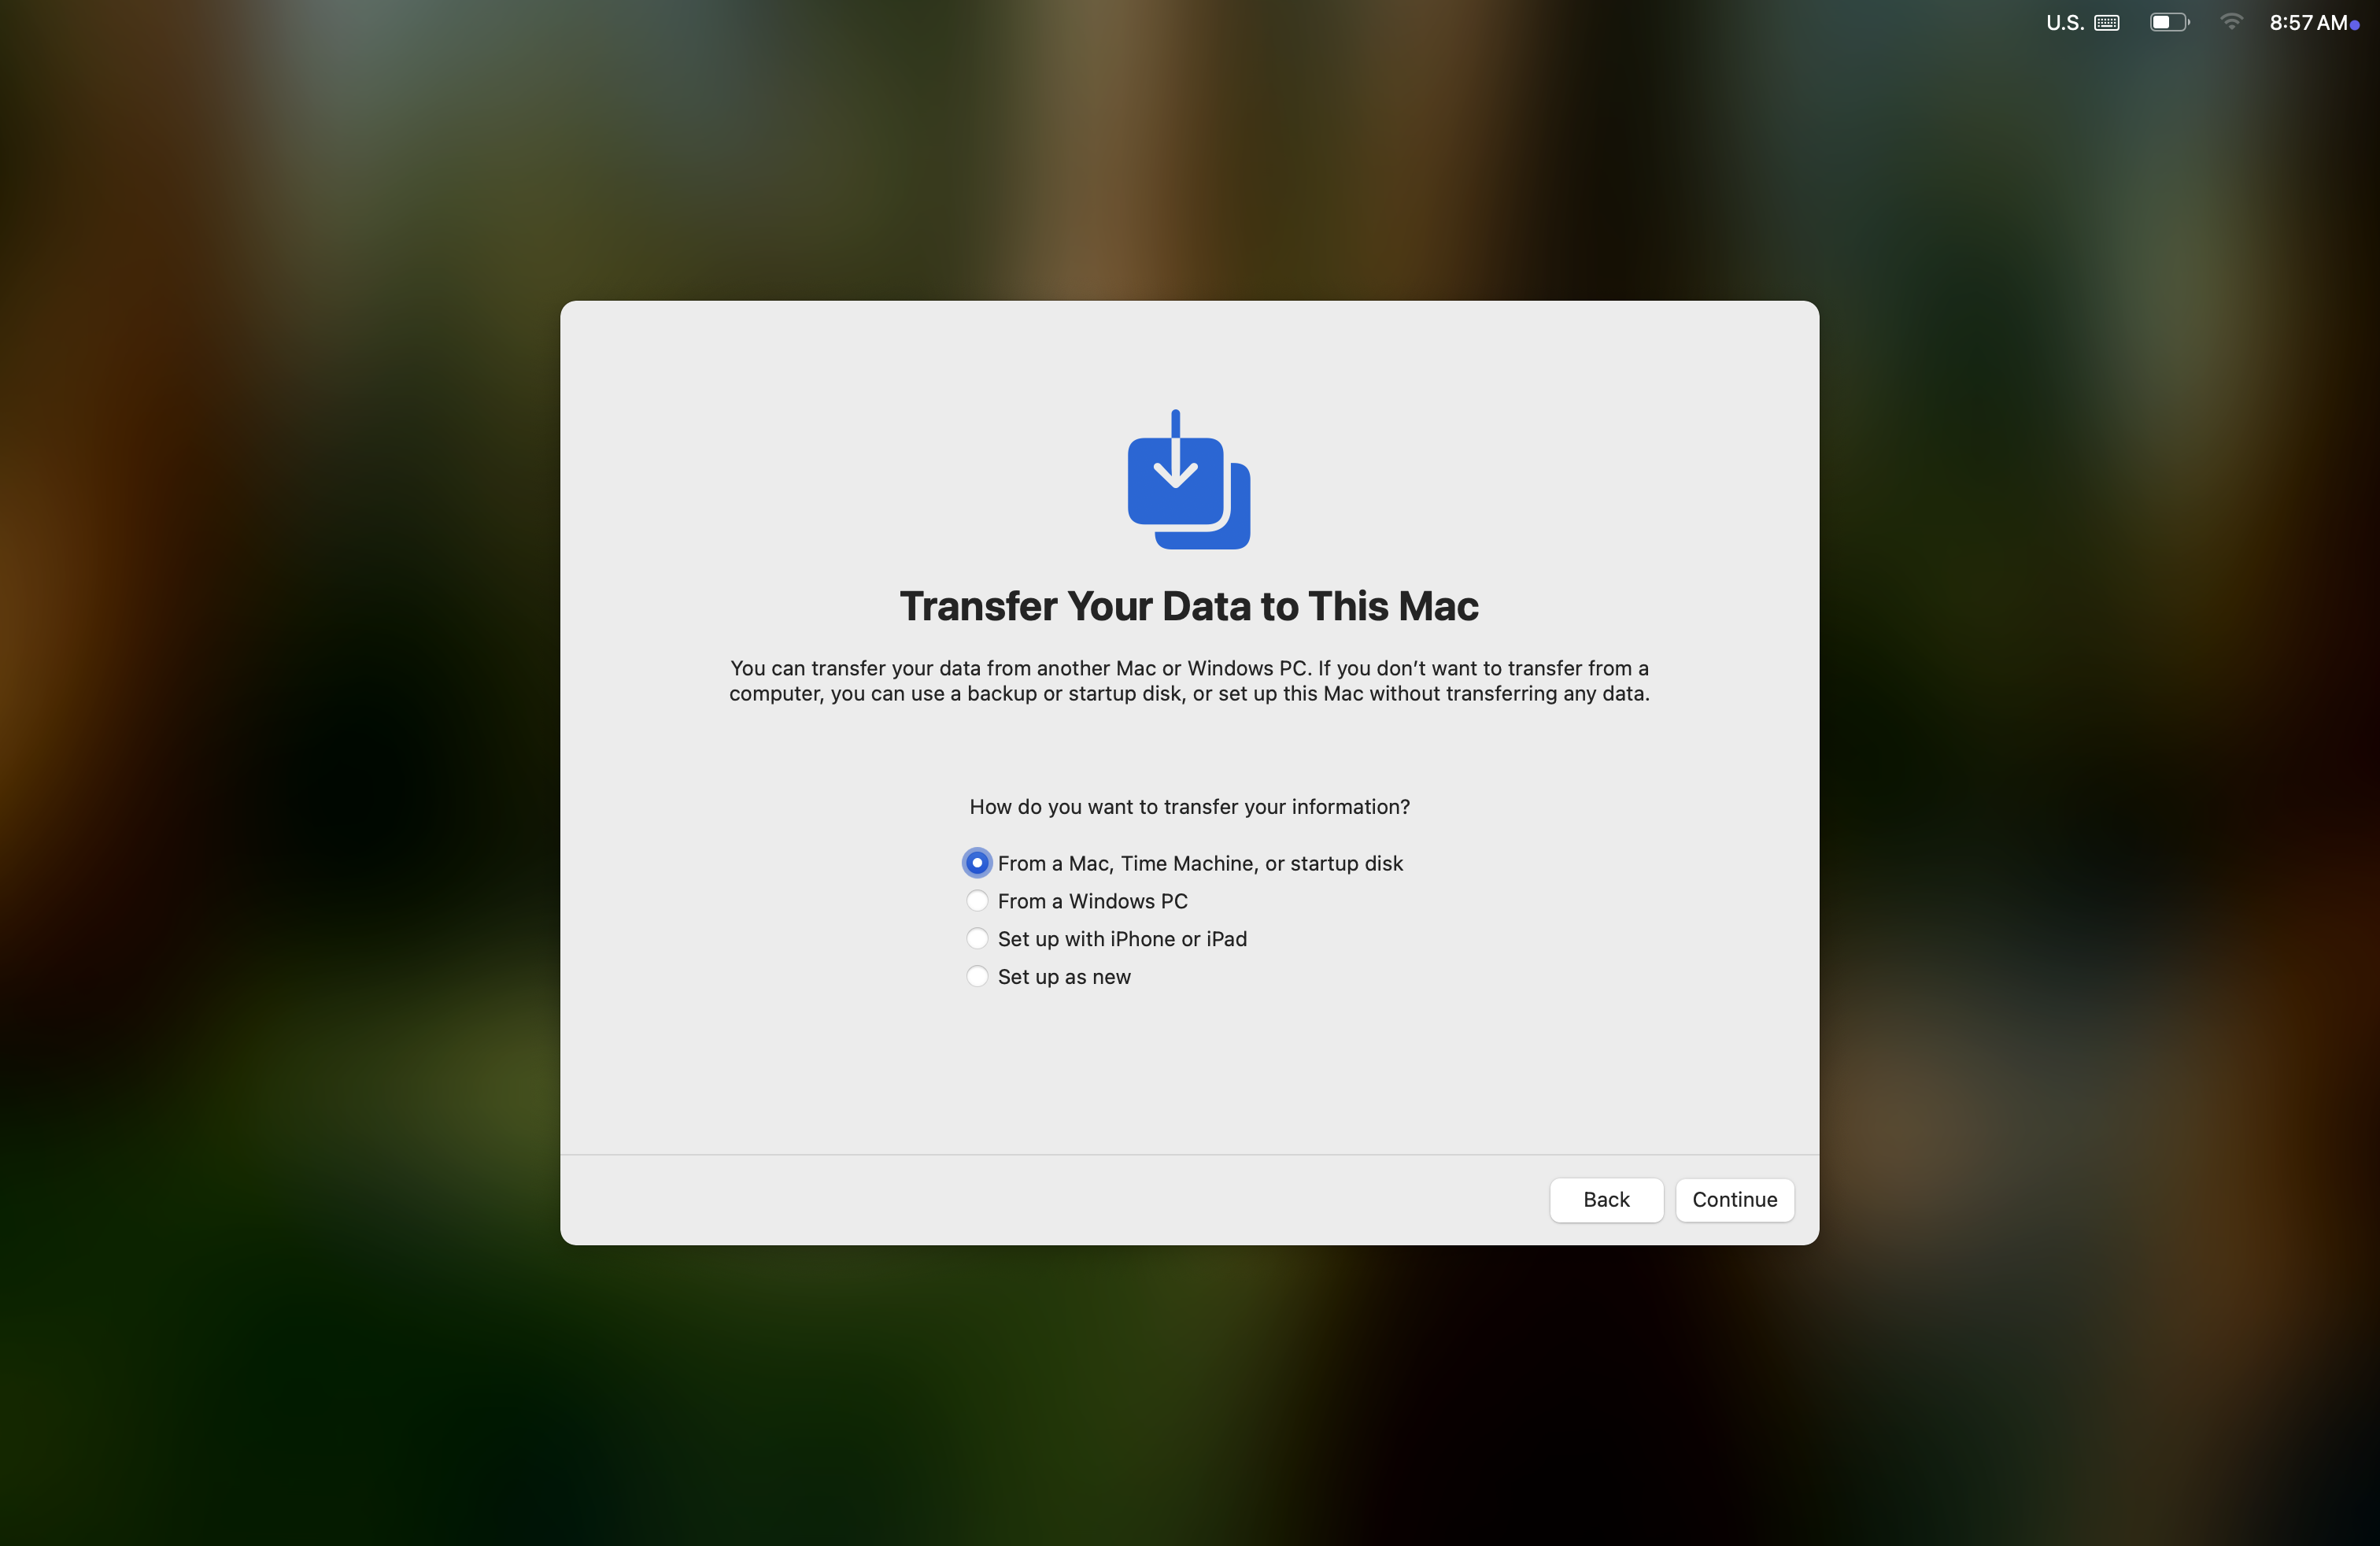 U.S. 8:57 AM
Transfer Your Data to This Mac
You can transfer your data from another Mac or Windows PC. If you don’t want to transfer from a
computer, you can use a backup or startup disk, or set up this Mac without transferring any data.
How do you want to transfer your information?
From a Mac, Time Machine, or startup disk
From a Windows PC
Set up with iPhone or iPad
Set up as new
Back Continue